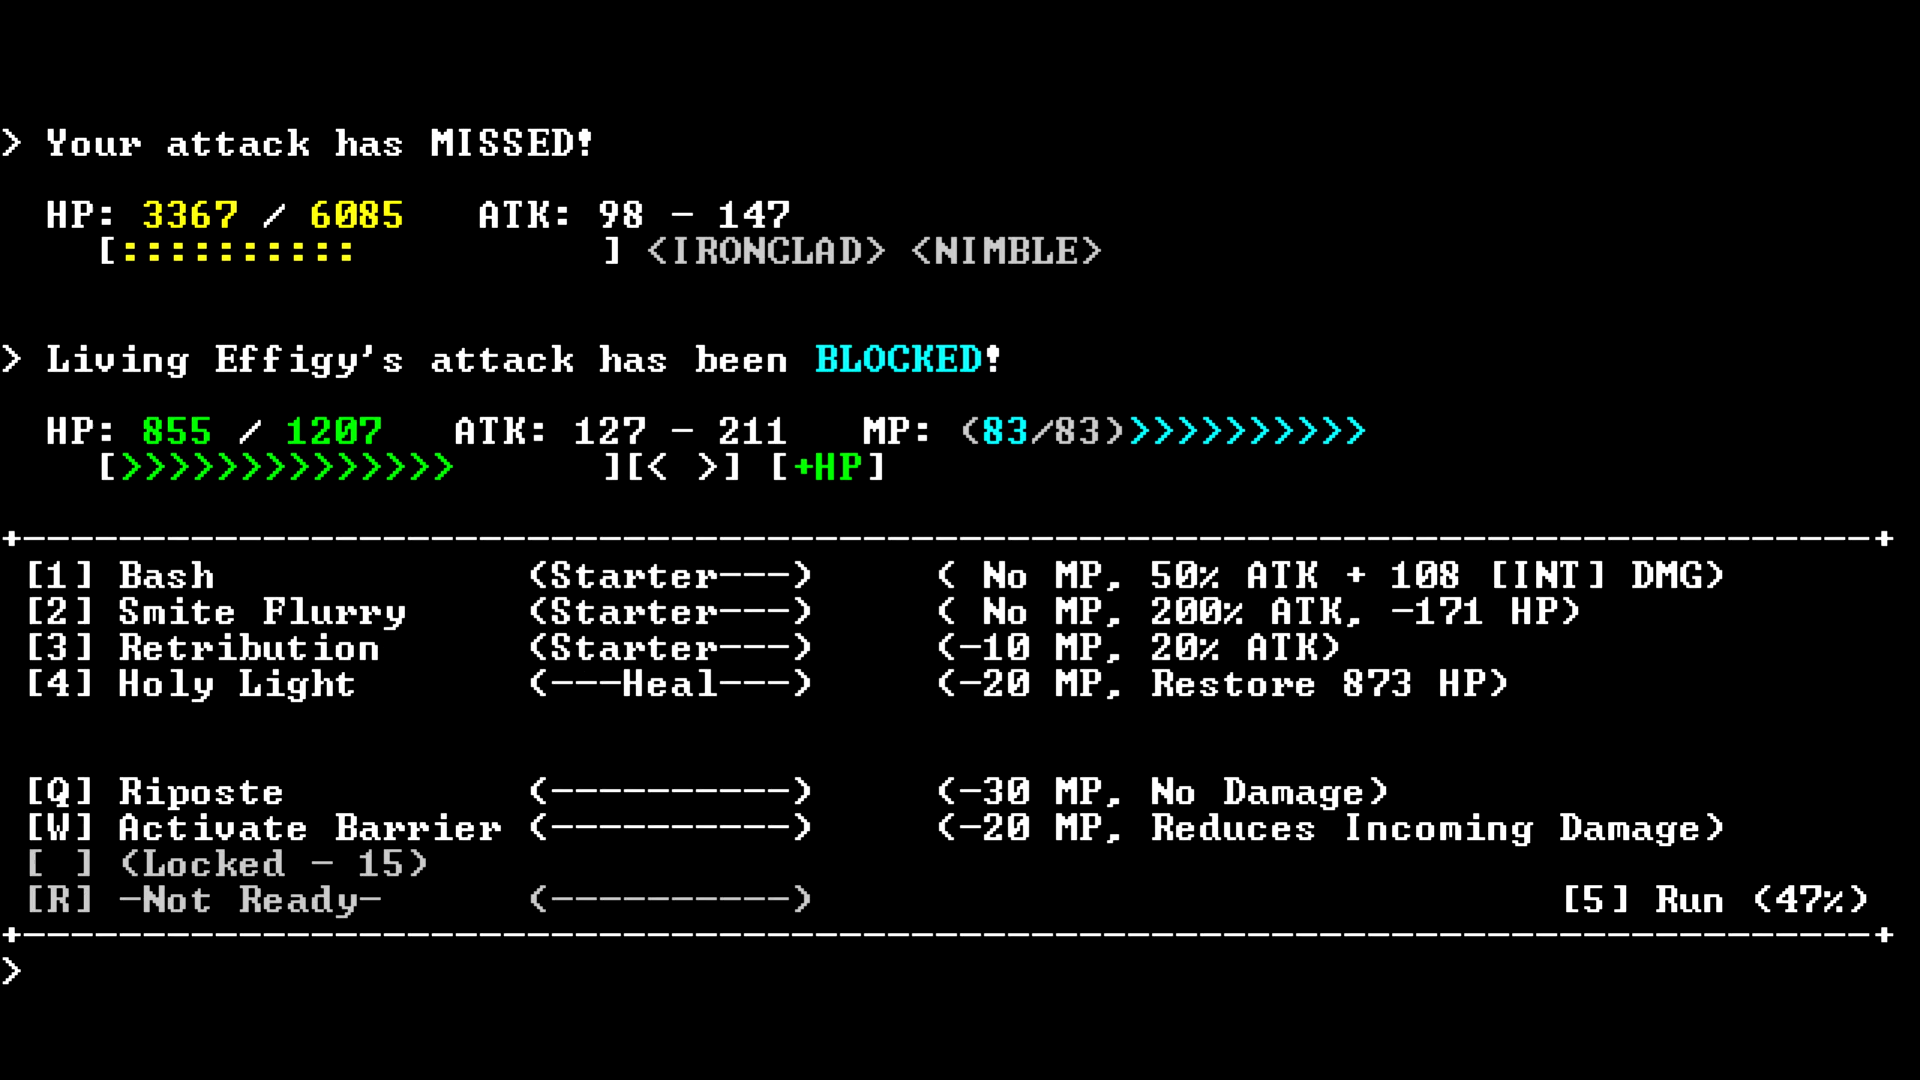 > Your attack has MISSED!
HP: 3367 / 6085 ATK: 98 - 147
[:::::::::: ] <IRONCLAD> <NIMBLE>
> Living Effigy's attack has been BLOCKED!
HP: 855 / 1207 ATK: 127 - 211 MP: (83/83)>>>>>>>>>>
[>>>>>>>>>>>>>> ][< >] [+HP]
+-----------------------------------------------------------------------------+
[1] Bash (Starter---) ( No MP, 50% ATK + 108 [INT] DMG)
[2] Smite Flurry (Starter---) ( No MP, 200% ATK, -171 HP)
[3] Retribution (Starter---) (-10 MP, 20% ATK)
[4] Holy Light (---Heal---) (-20 MP, Restore 873 HP)
[Q] Riposte (----------) (-30 MP, No Damage)
[W] Activate Barrier (----------) (-20 MP, Reduces Incoming Damage)
[ ] (Locked - 15)
[R] -Not Ready- (----------) [5] Run (47%)
+-----------------------------------------------------------------------------+
>